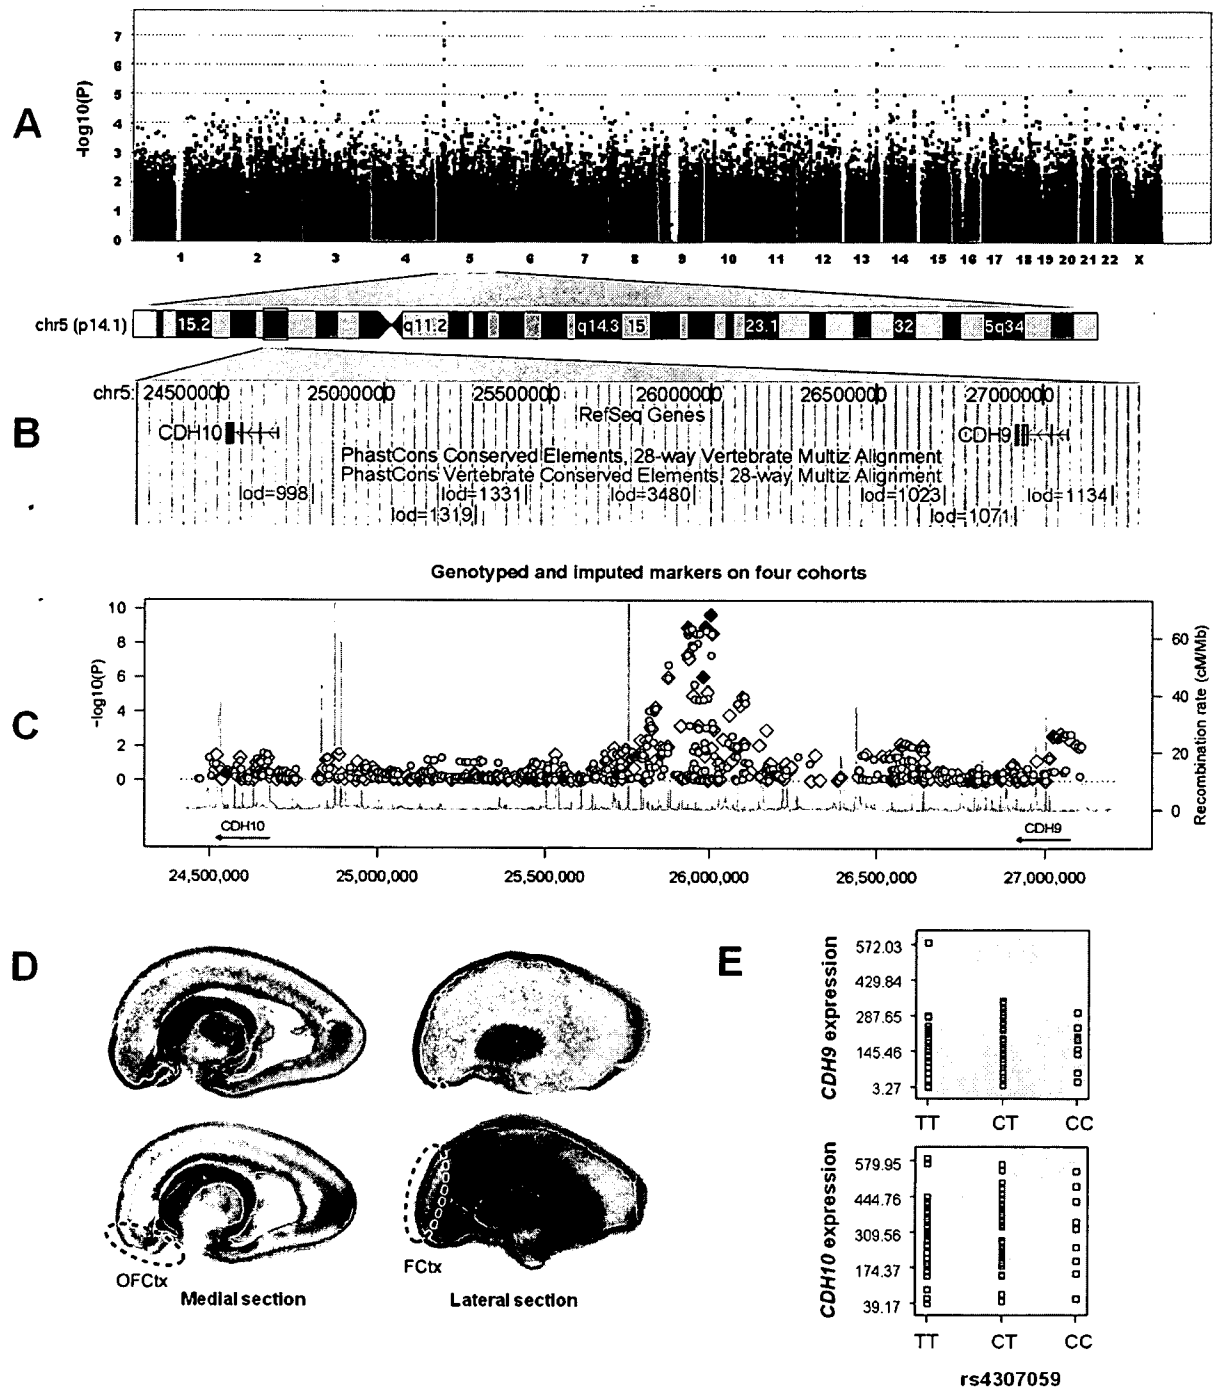 A
-log10(P)
7
6
5
4
3
2
1
0
1 2 3 4 5 6 7 8 9 10 11 12 13 14 15 16 17 18 19 20 21 22 X
chr5 (p14.1)
15.2 q11.2 q14.3 15 23.1 32 5q34
B
chr5: 24500000 25000000 25500000 26000000 26500000 27000000
RefSeq Genes
CDH10 CDH9
PhastCons Conserved Elements, 28-way Vertebrate Multiz Alignment
PhastCons Vertebrate Conserved Elements, 28-way Multiz Alignment
lod=998 lod=1331 lod=3480 lod=1023 lod=1134
lod=1319 lod=1071
Genotyped and imputed markers on four cohorts
C
-log10(P)
10
8
6
4
2
0
Recombination rate (cM/Mb)
60
40
20
0
CDH10 CDH9
24,500,000 25,000,000 25,500,000 26,000,000 26,500,000 27,000,000
D
OFCtx
FCtx
Medial section Lateral section
E
CDH9 expression
572.03
429.84
287.65
145.46
3.27
TT CT CC
CDH10 expression
579.95
444.76
309.56
174.37
39.17
TT CT CC
rs4307059